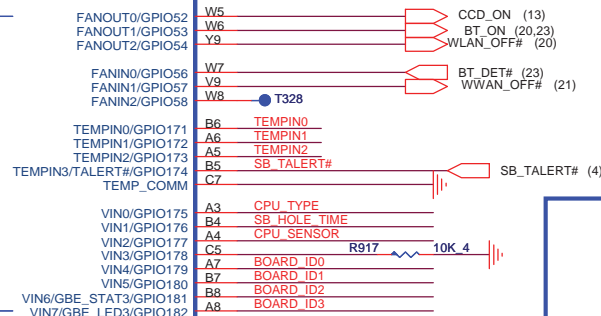 FANOUT0/GPIO52 W5 CCD_ON (13)
FANOUT1/GPIO53 W6 BT_ON (20,23)
FANOUT2/GPIO54 Y9 WLAN_OFF# (20)
FANIN0/GPIO56 W7 BT_DET# (23)
FANIN1/GPIO57 V9 WWAN_OFF# (21)
FANIN2/GPIO58 W8 T328
TEMPIN0/GPIO171 B6 TEMPIN0
TEMPIN1/GPIO172 A6 TEMPIN1
TEMPIN2/GPIO173 A5 TEMPIN2
TEMPIN3/TALERT#/GPIO174 B5 SB_TALERT# SB_TALERT# (4)
TEMP_COMM C7
VIN0/GPIO175 A3 CPU_TYPE
VIN1/GPIO176 B4 SB_HOLE_TIME
VIN2/GPIO177 A4 CPU_SENSOR
VIN3/GPIO178 C5 R917 10K_4
VIN4/GPIO179 A7 BOARD_ID0
VIN5/GPIO180 B7 BOARD_ID1
VIN6/GBE_STAT3/GPIO181 B8 BOARD_ID2
VIN7/GBE_LED3/GPIO182 A8 BOARD_ID3